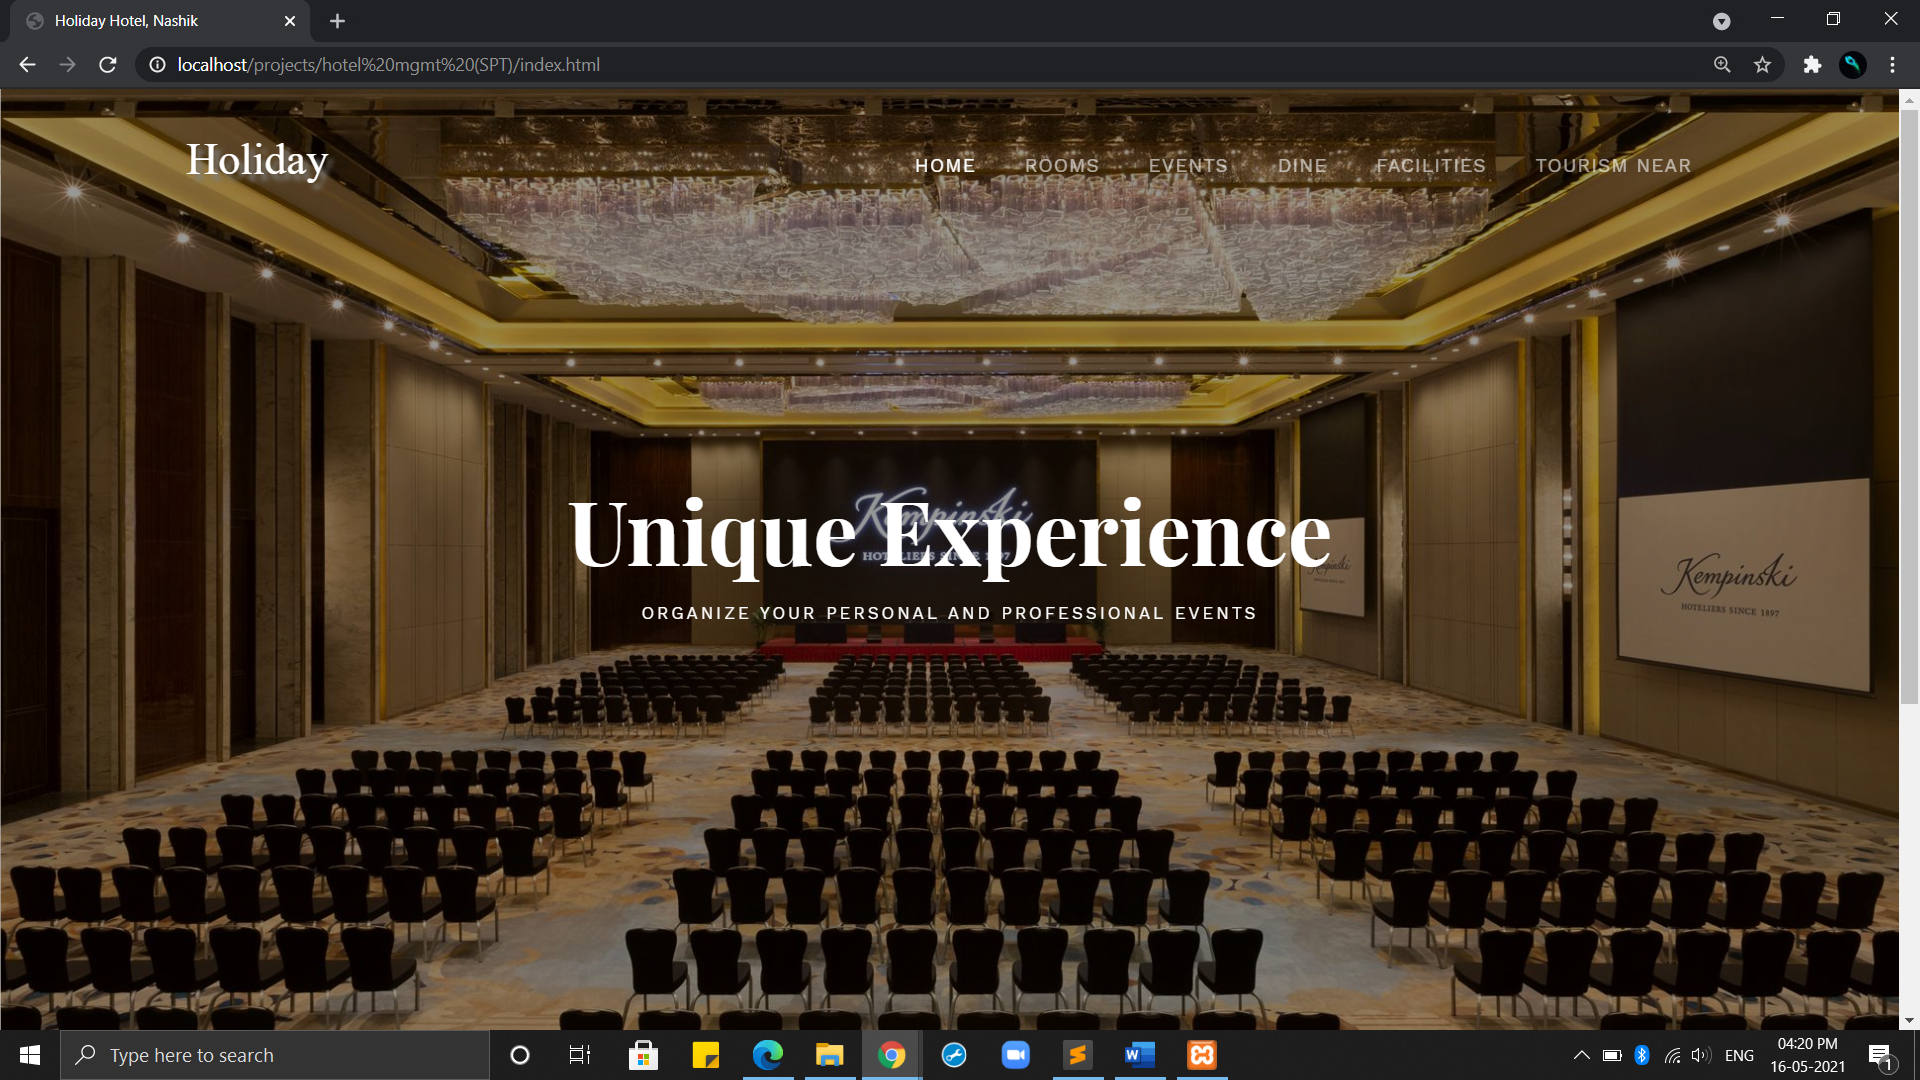 Holiday Hotel, Nashik
localhost/projects/hotel%20mgmt%20(SPT)/index.html
Holiday
HOME ROOMS EVENTS DINE FACILITIES TOURISM NEAR
Kempinski
HOTELIERS SINCE 1897
Unique Experience
ORGANIZE YOUR PERSONAL AND PROFESSIONAL EVENTS
Kempinski
HOTELIERS SINCE 1897
Type here to search
ENG
04:20 PM
16-05-2021
1